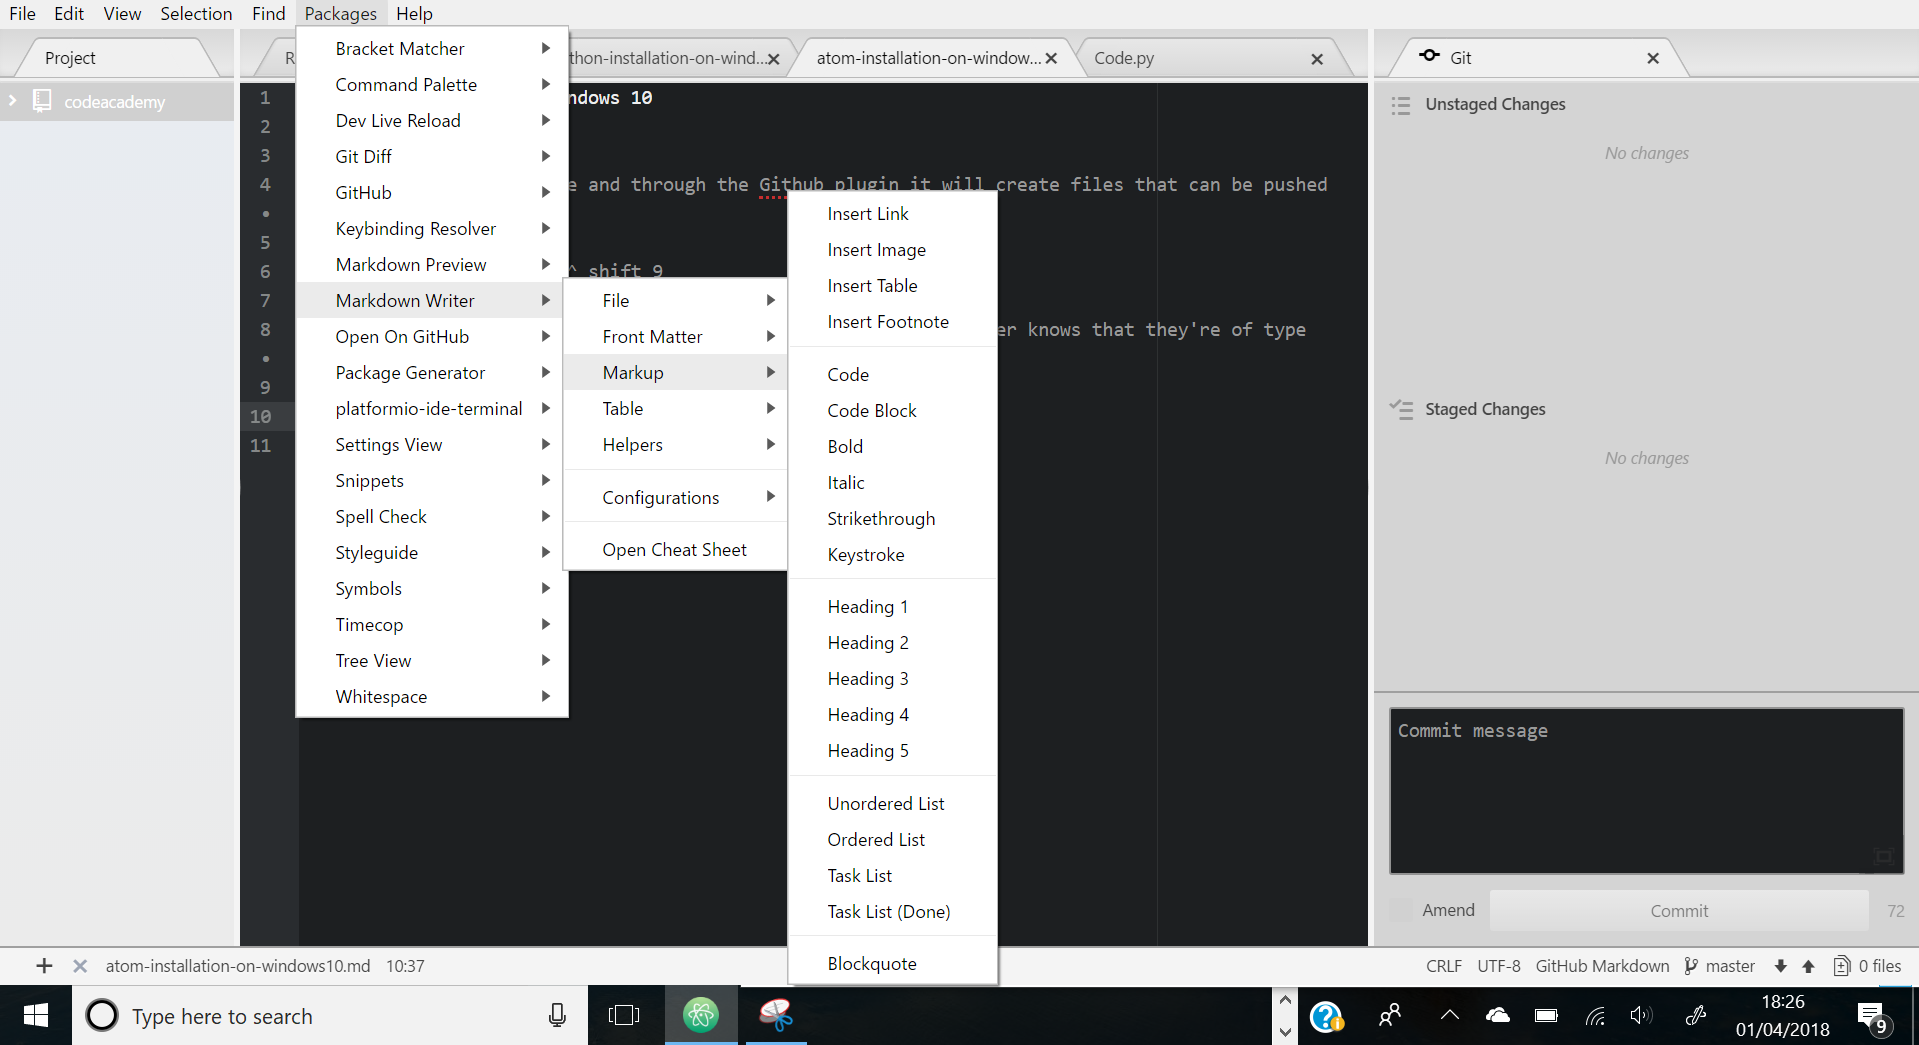 File Edit View Selection Find Packages Help
Project
R
thon-installation-on-wind...
atom-installation-on-window...
Code.py
Git
codeacademy
Bracket Matcher
Command Palette
Dev Live Reload
Git Diff
GitHub
Keybinding Resolver
Markdown Preview
Markdown Writer
Open On GitHub
Package Generator
platformio-ide-terminal
Settings View
Snippets
Spell Check
Styleguide
Symbols
Timecop
Tree View
Whitespace
File
Front Matter
Markup
Table
Helpers
Configurations
Open Cheat Sheet
Insert Link
Insert Image
Insert Table
Insert Footnote
Code
Code Block
Bold
Italic
Strikethrough
Keystroke
Heading 1
Heading 2
Heading 3
Heading 4
Heading 5
Unordered List
Ordered List
Task List
Task List (Done)
Blockquote
1 ndows 10
2
3
4 e and through the Github plugin it will create files that can be pushed
•
5
6 ^ shift 9
7
8 er knows that they're of type
•
9
10
11
Unstaged Changes
No changes
Staged Changes
No changes
Commit message
Amend Commit 72
atom-installation-on-windows10.md 10:37 CRLF UTF-8 GitHub Markdown master 0 files
Type here to search
18:26
01/04/2018
9